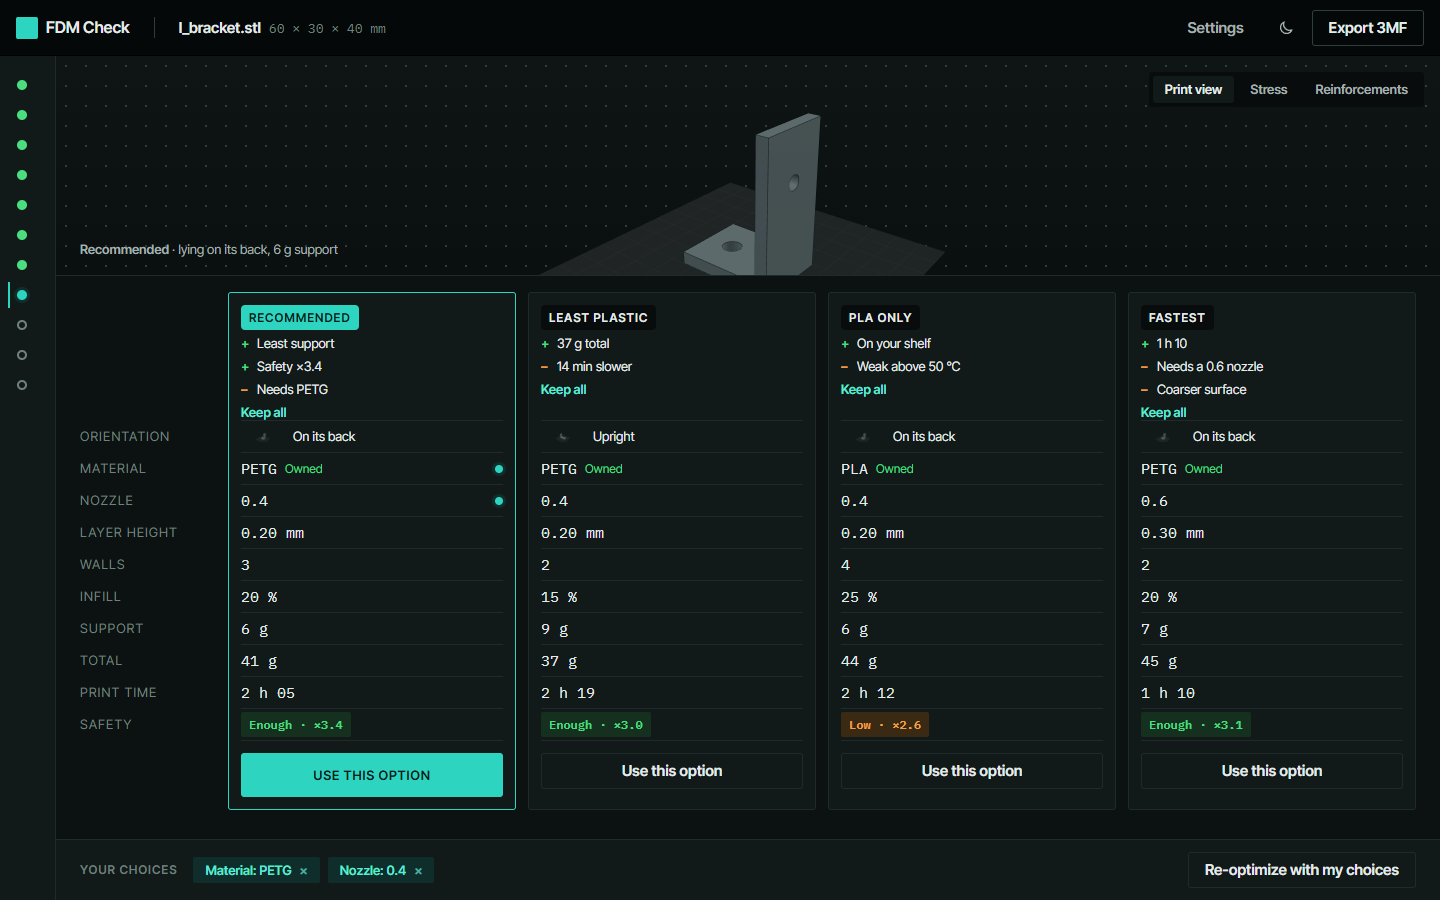 FDM Check
l_bracket.stl 60 × 30 × 40 mm
Settings
Export 3MF
Print view
Stress
Reinforcements
Recommended · lying on its back, 6 g support
RECOMMENDED
+ Least support
+ Safety ×3.4
− Needs PETG
Keep all
LEAST PLASTIC
+ 37 g total
− 14 min slower
Keep all
PLA ONLY
+ On your shelf
− Weak above 50 °C
Keep all
FASTEST
+ 1 h 10
− Needs a 0.6 nozzle
− Coarser surface
Keep all
ORIENTATION On its back Upright On its back On its back
MATERIAL PETG Owned PETG Owned PLA Owned PETG Owned
NOZZLE 0.4 0.4 0.4 0.6
LAYER HEIGHT 0.20 mm 0.20 mm 0.20 mm 0.30 mm
WALLS 3 2 4 2
INFILL 20 % 15 % 25 % 20 %
SUPPORT 6 g 9 g 6 g 7 g
TOTAL 41 g 37 g 44 g 45 g
PRINT TIME 2 h 05 2 h 19 2 h 12 1 h 10
SAFETY Enough · ×3.4 Enough · ×3.0 Low · ×2.6 Enough · ×3.1
USE THIS OPTION Use this option Use this option Use this option
YOUR CHOICES Material: PETG × Nozzle: 0.4 × Re-optimize with my choices